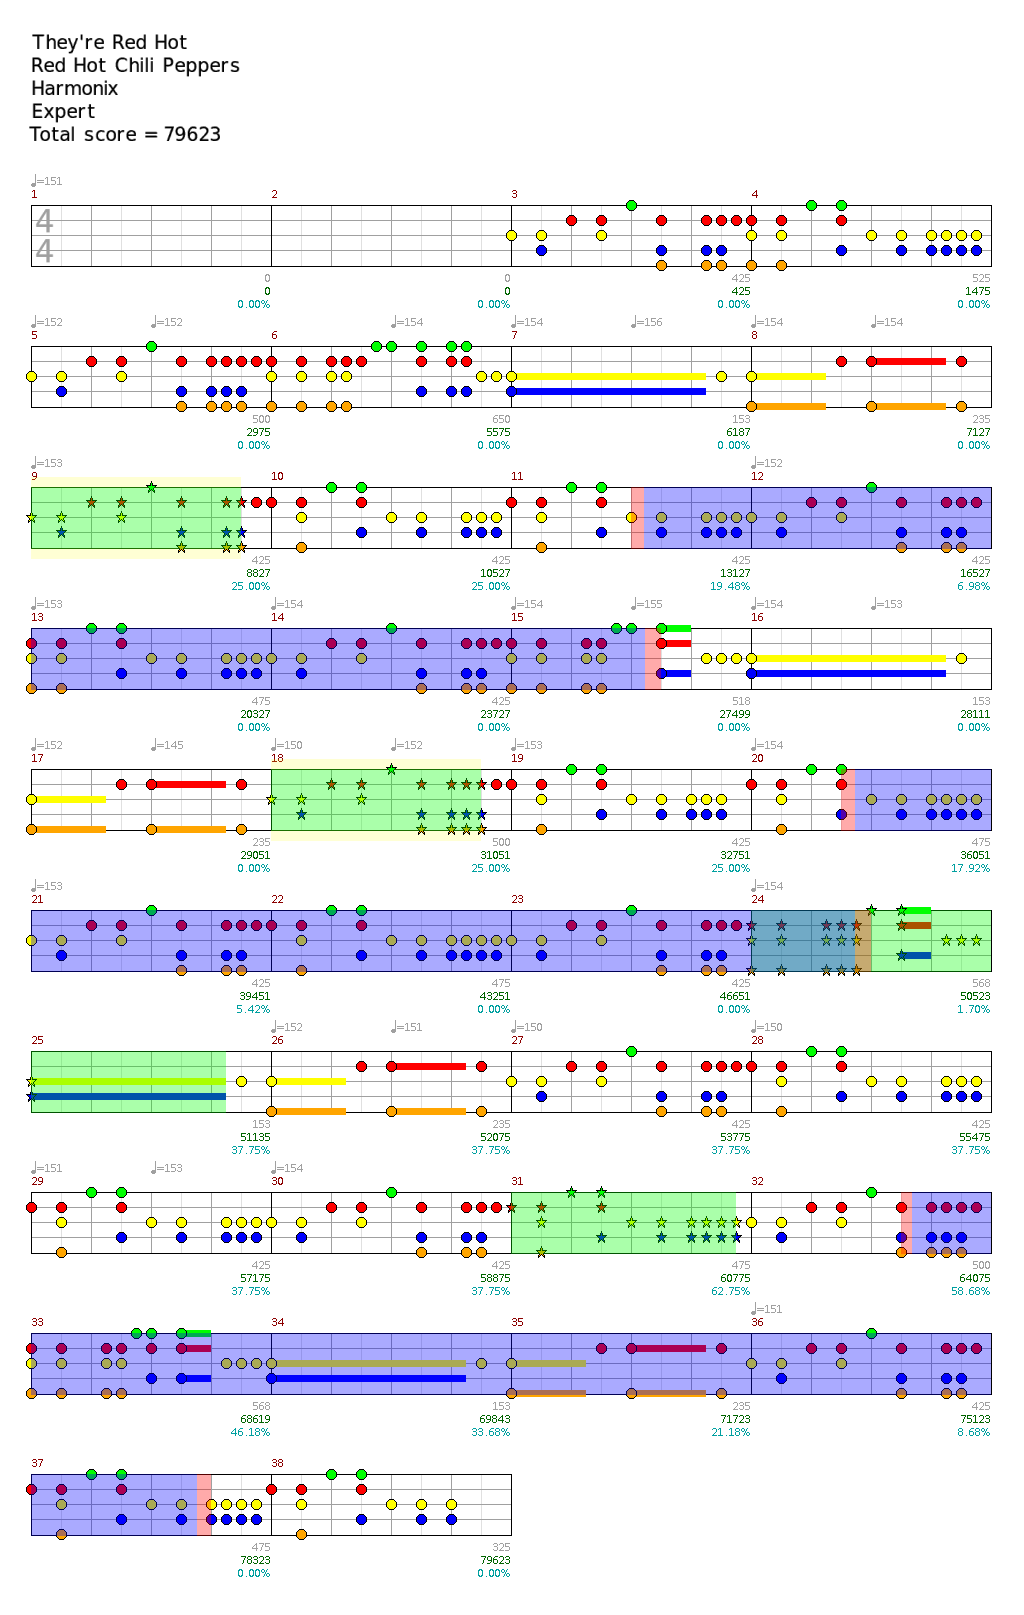 They're Red Hot
Red Hot Chili Peppers
Harmonix
Expert
Total score = 79623
♩=151
1 2 3 4
4
4
0 0 425 525
0 0 425 1475
0.00% 0.00% 0.00% 0.00%
♩=152 ♩=152 ♩=154 ♩=154 ♩=156 ♩=154 ♩=154
5 6 7 8
500 650 153 235
2975 5575 6187 7127
0.00% 0.00% 0.00% 0.00%
♩=153 ♩=152
9 10 11 12
425 425 425 425
8827 10527 13127 16527
25.00% 25.00% 19.48% 6.98%
♩=153 ♩=154 ♩=154 ♩=155 ♩=153
13 14 15 16
475 425 518 153
20327 23727 27499 28111
0.00% 0.00% 0.00% 0.00%
♩=152 ♩=145 ♩=150 ♩=152 ♩=153 ♩=154
17 18 19 20
235 500 425 475
29051 31051 32751 36051
0.00% 25.00% 25.00% 17.92%
♩=153 ♩=154
21 22 23 24
425 475 425 568
39451 43251 46651 50523
5.42% 0.00% 0.00% 1.70%
♩=152 ♩=151 ♩=150 ♩=150
25 26 27 28
153 235 425 425
51135 52075 53775 55475
37.75% 37.75% 37.75% 37.75%
♩=151 ♩=153 ♩=154
29 30 31 32
425 425 475 500
57175 58875 60775 64075
37.75% 37.75% 62.75% 58.68%
♩=151
33 34 35 36
568 153 235 425
68619 69843 71723 75123
46.18% 33.68% 21.18% 8.68%
37 38
475 325
78323 79623
0.00% 0.00%